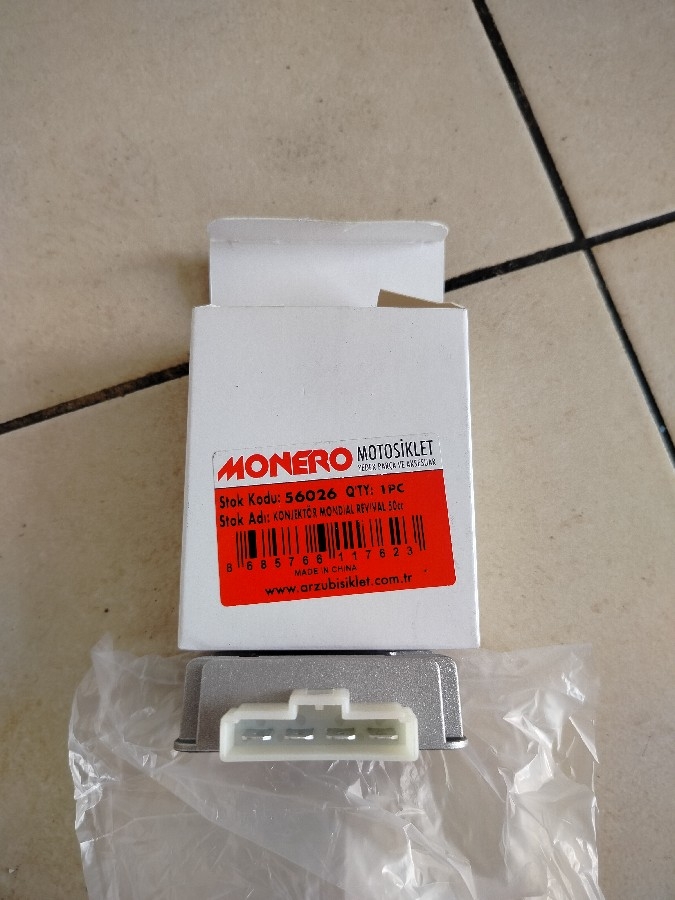 MONERO MOTOSİKLET
YEDEK PARÇA VE AKSESUAR
Stok Kodu: 56026 Q'TY: 1PC
Stok Adı: KONJEKTÖR MONDIAL REVIVAL 50cc
8 685766 117623
MADE IN CHINA
www.arzubisiklet.com.tr